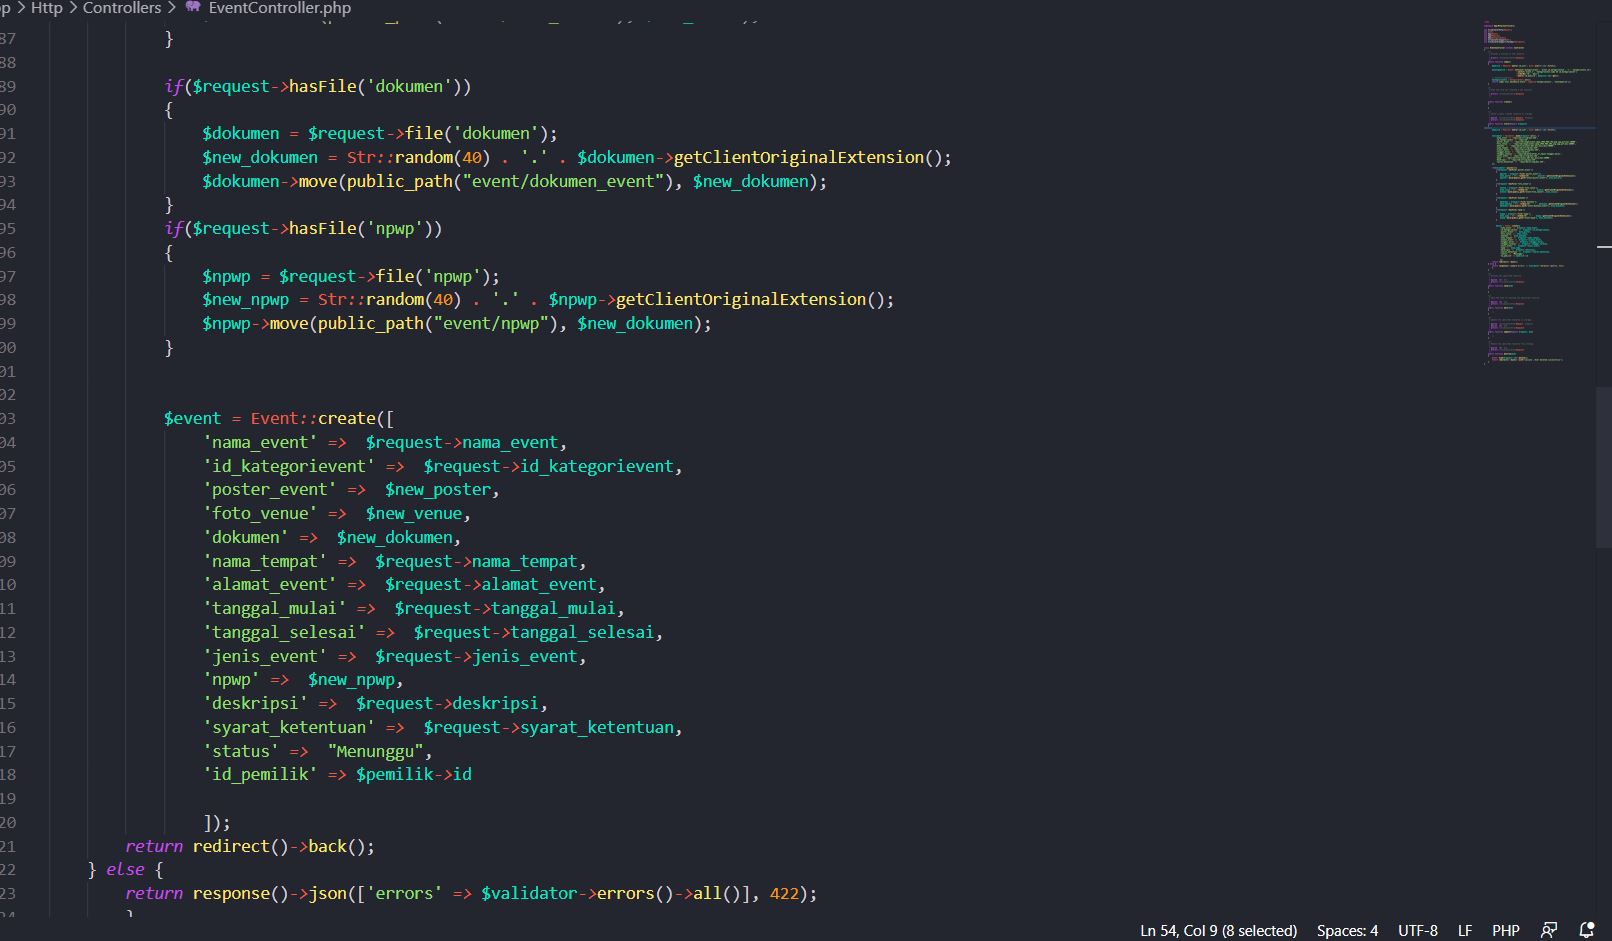 Http > Controllers > EventController.php
87 }
88
89 if($request->hasFile('dokumen'))
90 {
91 $dokumen = $request->file('dokumen');
92 $new_dokumen = Str::random(40) . '.' . $dokumen->getClientOriginalExtension();
93 $dokumen->move(public_path("event/dokumen_event"), $new_dokumen);
94 }
95 if($request->hasFile('npwp'))
96 {
97 $npwp = $request->file('npwp');
98 $new_npwp = Str::random(40) . '.' . $npwp->getClientOriginalExtension();
99 $npwp->move(public_path("event/npwp"), $new_dokumen);
00 }
01
02
03 $event = Event::create([
04 'nama_event' => $request->nama_event,
05 'id_kategorievent' => $request->id_kategorievent,
06 'poster_event' => $new_poster,
07 'foto_venue' => $new_venue,
08 'dokumen' => $new_dokumen,
09 'nama_tempat' => $request->nama_tempat,
10 'alamat_event' => $request->alamat_event,
11 'tanggal_mulai' => $request->tanggal_mulai,
12 'tanggal_selesai' => $request->tanggal_selesai,
13 'jenis_event' => $request->jenis_event,
14 'npwp' => $new_npwp,
15 'deskripsi' => $request->deskripsi,
16 'syarat_ketentuan' => $request->syarat_ketentuan,
17 'status' => "Menunggu",
18 'id_pemilik' => $pemilik->id
19
20 ]);
21 return redirect()->back();
22 } else {
23 return response()->json(['errors' => $validator->errors()->all()], 422);
Ln 54, Col 9 (8 selected) Spaces: 4 UTF-8 LF PHP